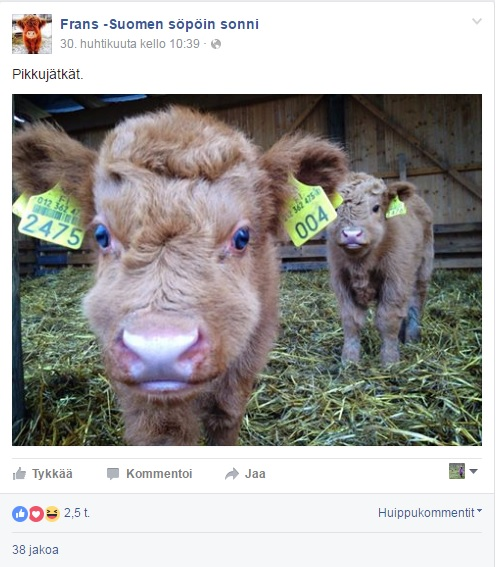 Frans -Suomen söpöin sonni
30. huhtikuuta kello 10:39 ·
Pikkujätkät.
2475
004
Tykkää
Kommentoi
Jaa
2,5 t.
Huippukommentit
38 jakoa